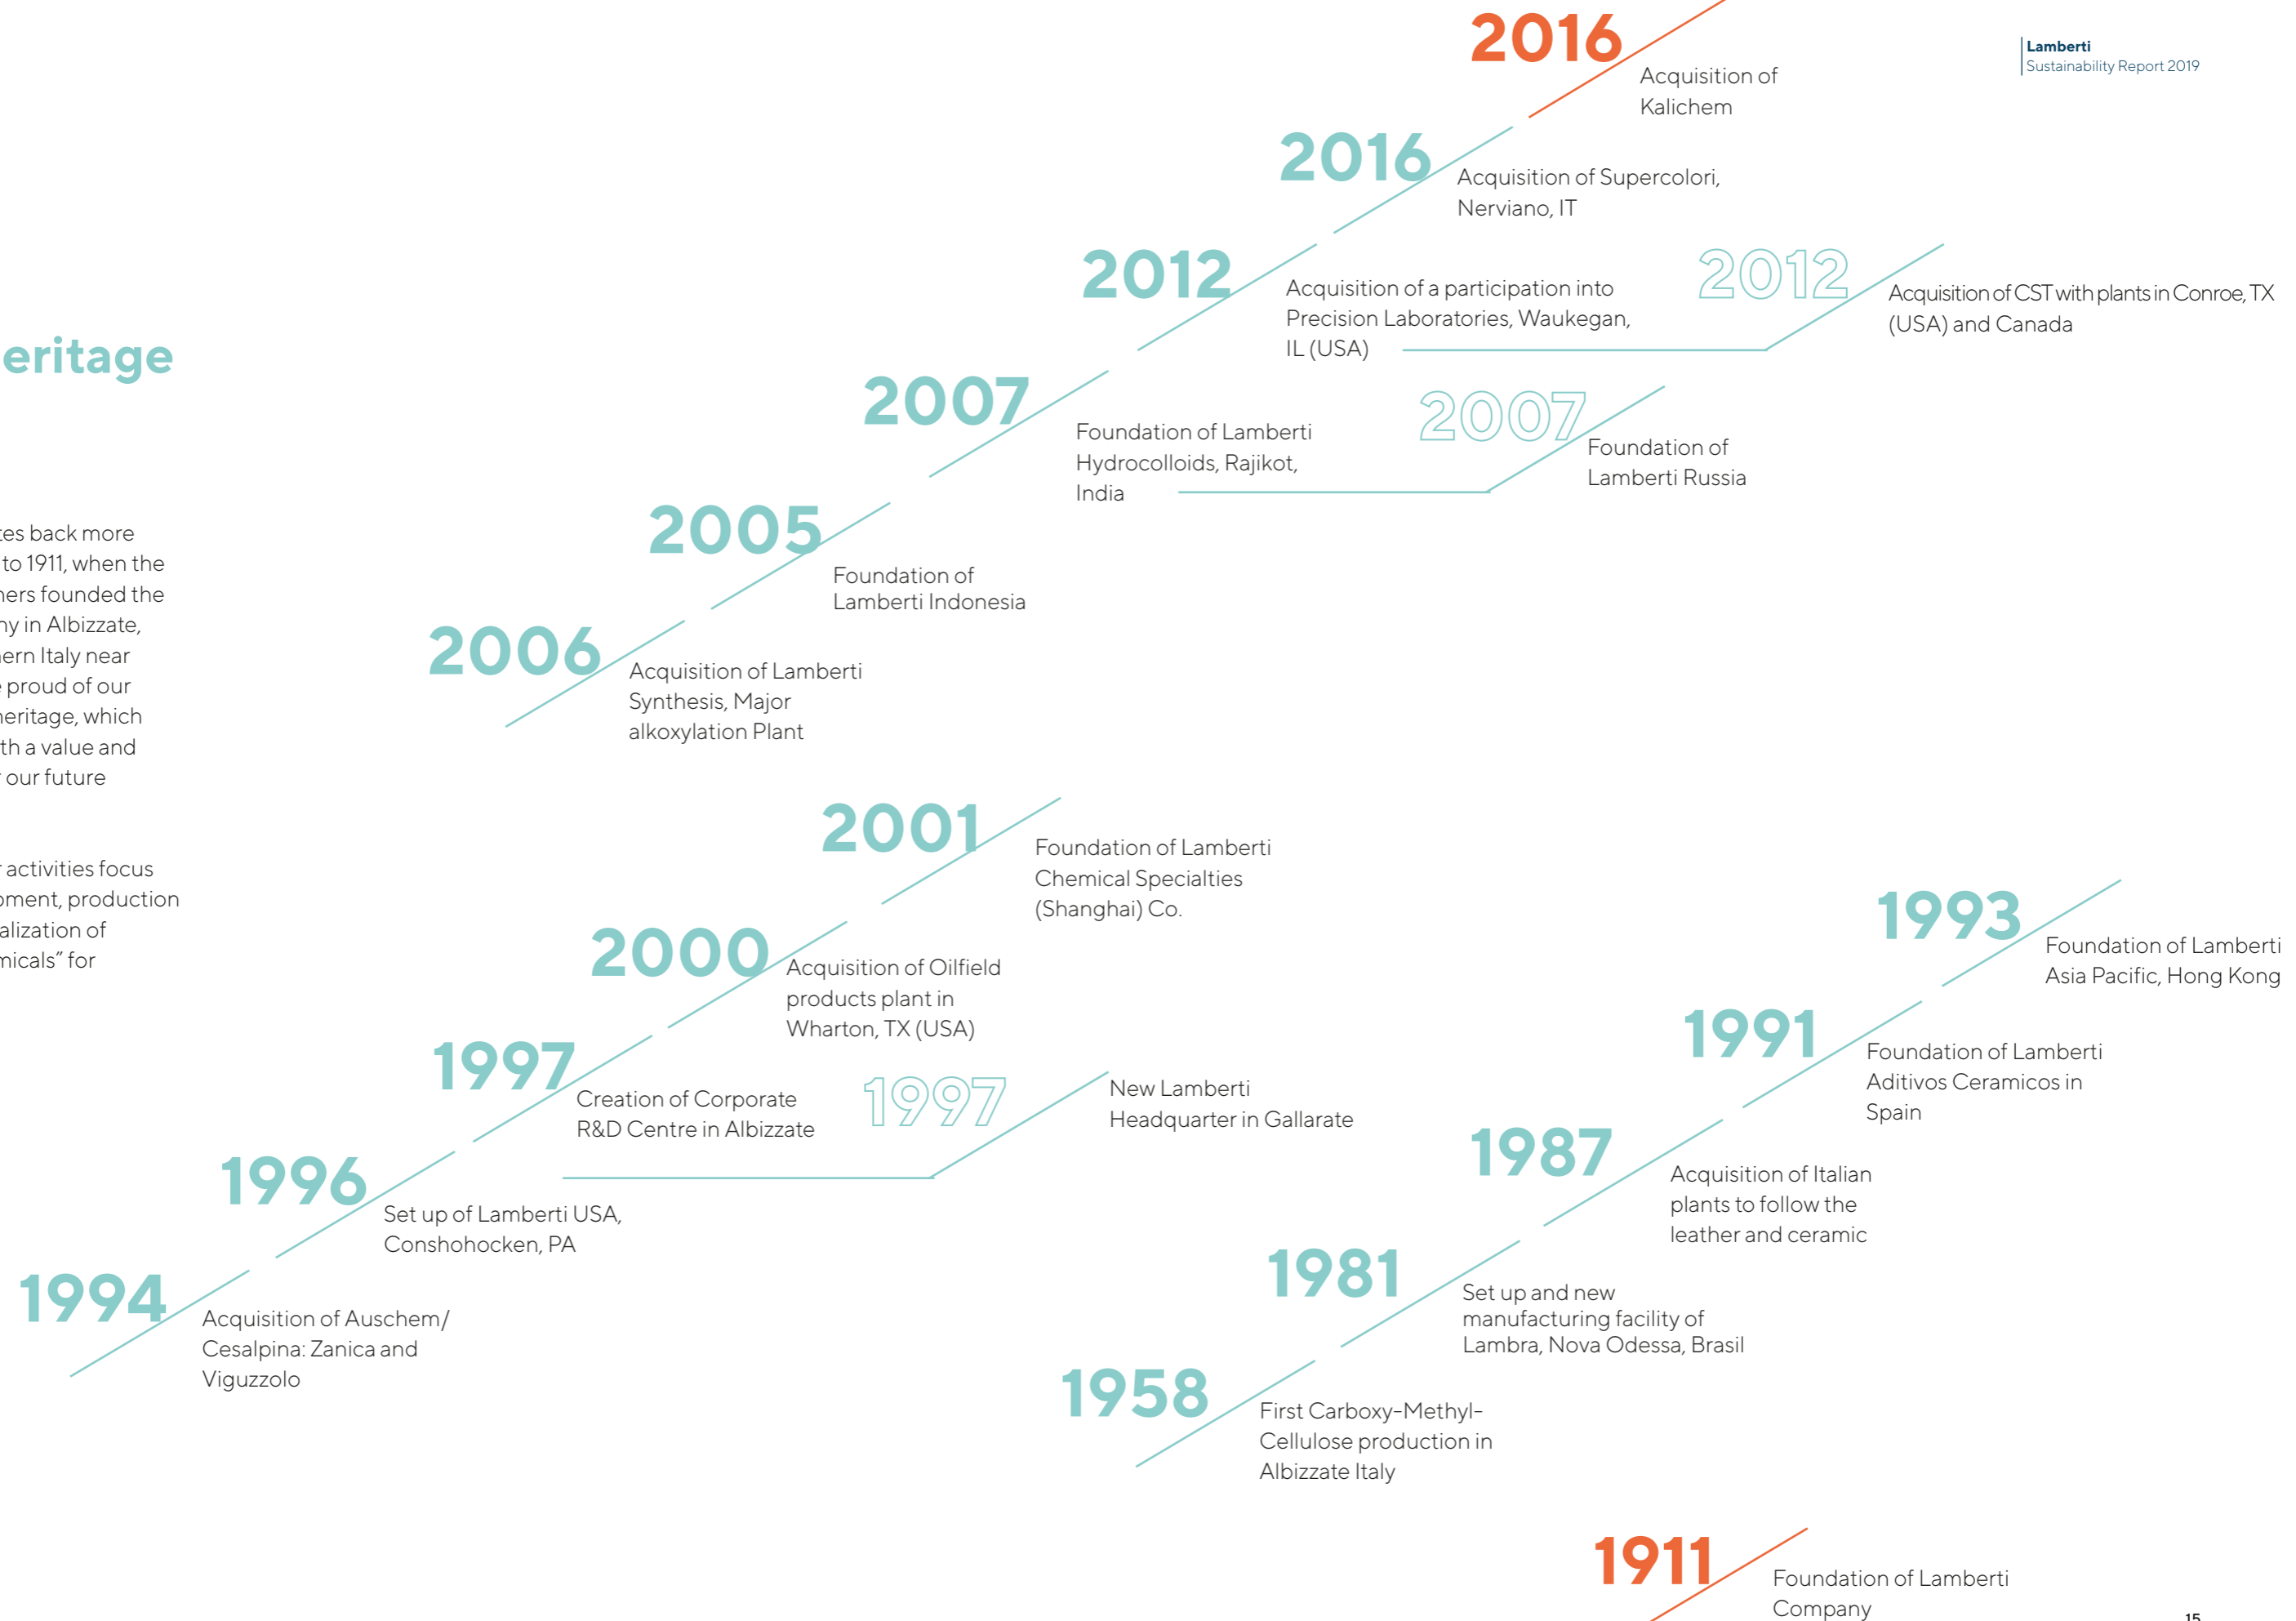 Lamberti
Sustainability Report 2019
eritage
tes back more
to 1911, when the
ners founded the
ny in Albizzate,
ern Italy near
proud of our
heritage, which
th a value and
our future
activities focus
oment, production
alization of
micals” for
2016
Acquisition of
Kalichem
2016
Acquisition of Supercolori,
Nerviano, IT
2012
Acquisition of a participation into
Precision Laboratories, Waukegan,
IL (USA)
2012
Acquisition of CST with plants in Conroe, TX
(USA) and Canada
2007
Foundation of Lamberti
Hydrocolloids, Rajikot,
India
2007
Foundation of
Lamberti Russia
2005
Foundation of
Lamberti Indonesia
2006
Acquisition of Lamberti
Synthesis, Major
alkoxylation Plant
2001
Foundation of Lamberti
Chemical Specialties
(Shanghai) Co.
2000
Acquisition of Oilfield
products plant in
Wharton, TX (USA)
1997
Creation of Corporate
R&D Centre in Albizzate
1997
New Lamberti
Headquarter in Gallarate
1996
Set up of Lamberti USA,
Conshohocken, PA
1994
Acquisition of Auschem/
Cesalpina: Zanica and
Viguzzolo
1993
Foundation of Lamberti
Asia Pacific, Hong Kong
1991
Foundation of Lamberti
Aditivos Ceramicos in
Spain
1987
Acquisition of Italian
plants to follow the
leather and ceramic
1981
Set up and new
manufacturing facility of
Lambra, Nova Odessa, Brasil
1958
First Carboxy-Methyl-
Cellulose production in
Albizzate Italy
1911
Foundation of Lamberti
Company
15